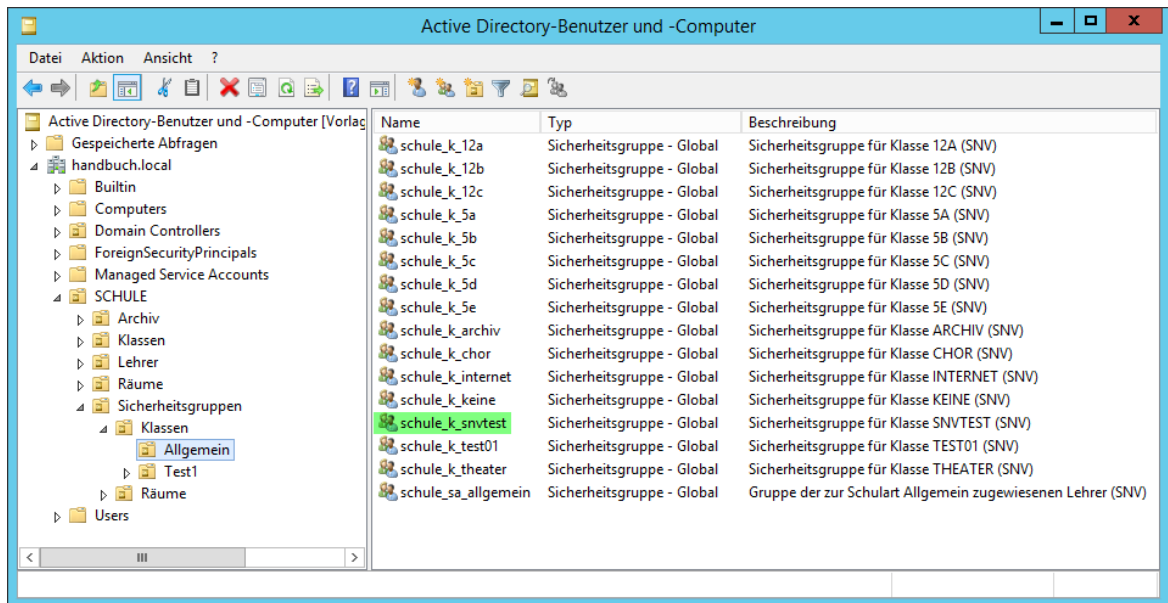 Active Directory-Benutzer und -Computer
x
Datei Aktion Ansicht ?
Active Directory-Benutzer und -Computer [Vorlag
Gespeicherte Abfragen
handbuch.local
Builtin
Computers
Domain Controllers
ForeignSecurityPrincipals
Managed Service Accounts
SCHULE
Archiv
Klassen
Lehrer
Räume
Sicherheitsgruppen
Klassen
Allgemein
Test1
Räume
Users
Name Typ Beschreibung
schule_k_12a Sicherheitsgruppe - Global Sicherheitsgruppe für Klasse 12A (SNV)
schule_k_12b Sicherheitsgruppe - Global Sicherheitsgruppe für Klasse 12B (SNV)
schule_k_12c Sicherheitsgruppe - Global Sicherheitsgruppe für Klasse 12C (SNV)
schule_k_5a Sicherheitsgruppe - Global Sicherheitsgruppe für Klasse 5A (SNV)
schule_k_5b Sicherheitsgruppe - Global Sicherheitsgruppe für Klasse 5B (SNV)
schule_k_5c Sicherheitsgruppe - Global Sicherheitsgruppe für Klasse 5C (SNV)
schule_k_5d Sicherheitsgruppe - Global Sicherheitsgruppe für Klasse 5D (SNV)
schule_k_5e Sicherheitsgruppe - Global Sicherheitsgruppe für Klasse 5E (SNV)
schule_k_archiv Sicherheitsgruppe - Global Sicherheitsgruppe für Klasse ARCHIV (SNV)
schule_k_chor Sicherheitsgruppe - Global Sicherheitsgruppe für Klasse CHOR (SNV)
schule_k_internet Sicherheitsgruppe - Global Sicherheitsgruppe für Klasse INTERNET (SNV)
schule_k_keine Sicherheitsgruppe - Global Sicherheitsgruppe für Klasse KEINE (SNV)
schule_k_snvtest Sicherheitsgruppe - Global Sicherheitsgruppe für Klasse SNVTEST (SNV)
schule_k_test01 Sicherheitsgruppe - Global Sicherheitsgruppe für Klasse TEST01 (SNV)
schule_k_theater Sicherheitsgruppe - Global Sicherheitsgruppe für Klasse THEATER (SNV)
schule_sa_allgemein Sicherheitsgruppe - Global Gruppe der zur Schulart Allgemein zugewiesenen Lehrer (SNV)